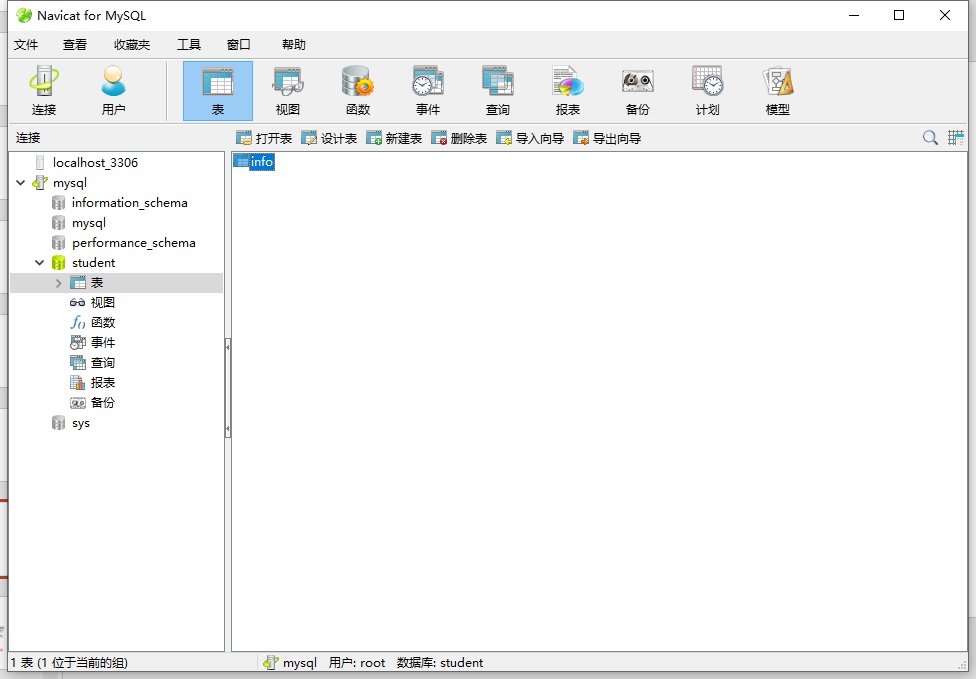 Navicat for MySQL
文件 查看 收藏夹 工具 窗口 帮助
连接 用户 表 视图 函数 事件 查询 报表 备份 计划 模型
连接 打开表 设计表 新建表 删除表 导入向导 导出向导
localhost_3306
info
mysql
information_schema
mysql
performance_schema
student
表
视图
函数
事件
查询
报表
备份
sys
1 表 (1 位于当前的组) mysql 用户: root 数据库: student